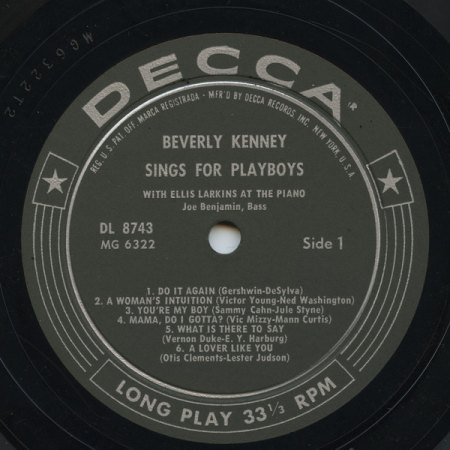 MG6322T2
DECCA®
REG. U.S. PAT. OFF. MARCA REGISTRADA - MFR'D BY DECCA RECORDS, INC., NEW YORK, U.S.A.
BEVERLY KENNEY
SINGS FOR PLAYBOYS
WITH ELLIS LARKINS AT THE PIANO
Joe Benjamin, Bass
DL 8743
MG 6322
Side 1
1. DO IT AGAIN (Gershwin-DeSylva)
2. A WOMAN'S INTUITION (Victor Young-Ned Washington)
3. YOU'RE MY BOY (Sammy Cahn-Jule Styne)
4. MAMA, DO I GOTTA? (Vic Mizzy-Mann Curtis)
5. WHAT IS THERE TO SAY
(Vernon Duke-E. Y. Harburg)
6. A LOVER LIKE YOU
(Otis Clements-Lester Judson)
LONG PLAY 33⅓ RPM